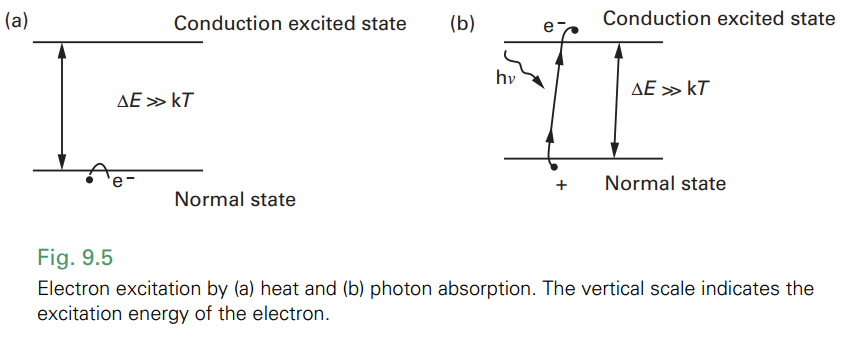 (a)
Conduction excited state
ΔE ≫ kT
e−
Normal state
(b)
e−
Conduction excited state
hν
ΔE ≫ kT
+
Normal state
Fig. 9.5
Electron excitation by (a) heat and (b) photon absorption. The vertical scale indicates the
excitation energy of the electron.